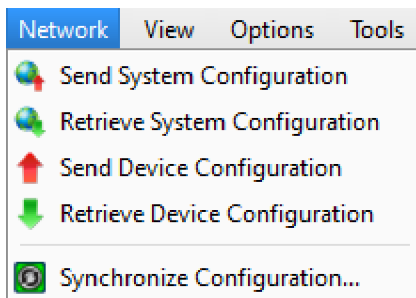 Network View Options Tools
Send System Configuration
Retrieve System Configuration
Send Device Configuration
Retrieve Device Configuration
Synchronize Configuration...